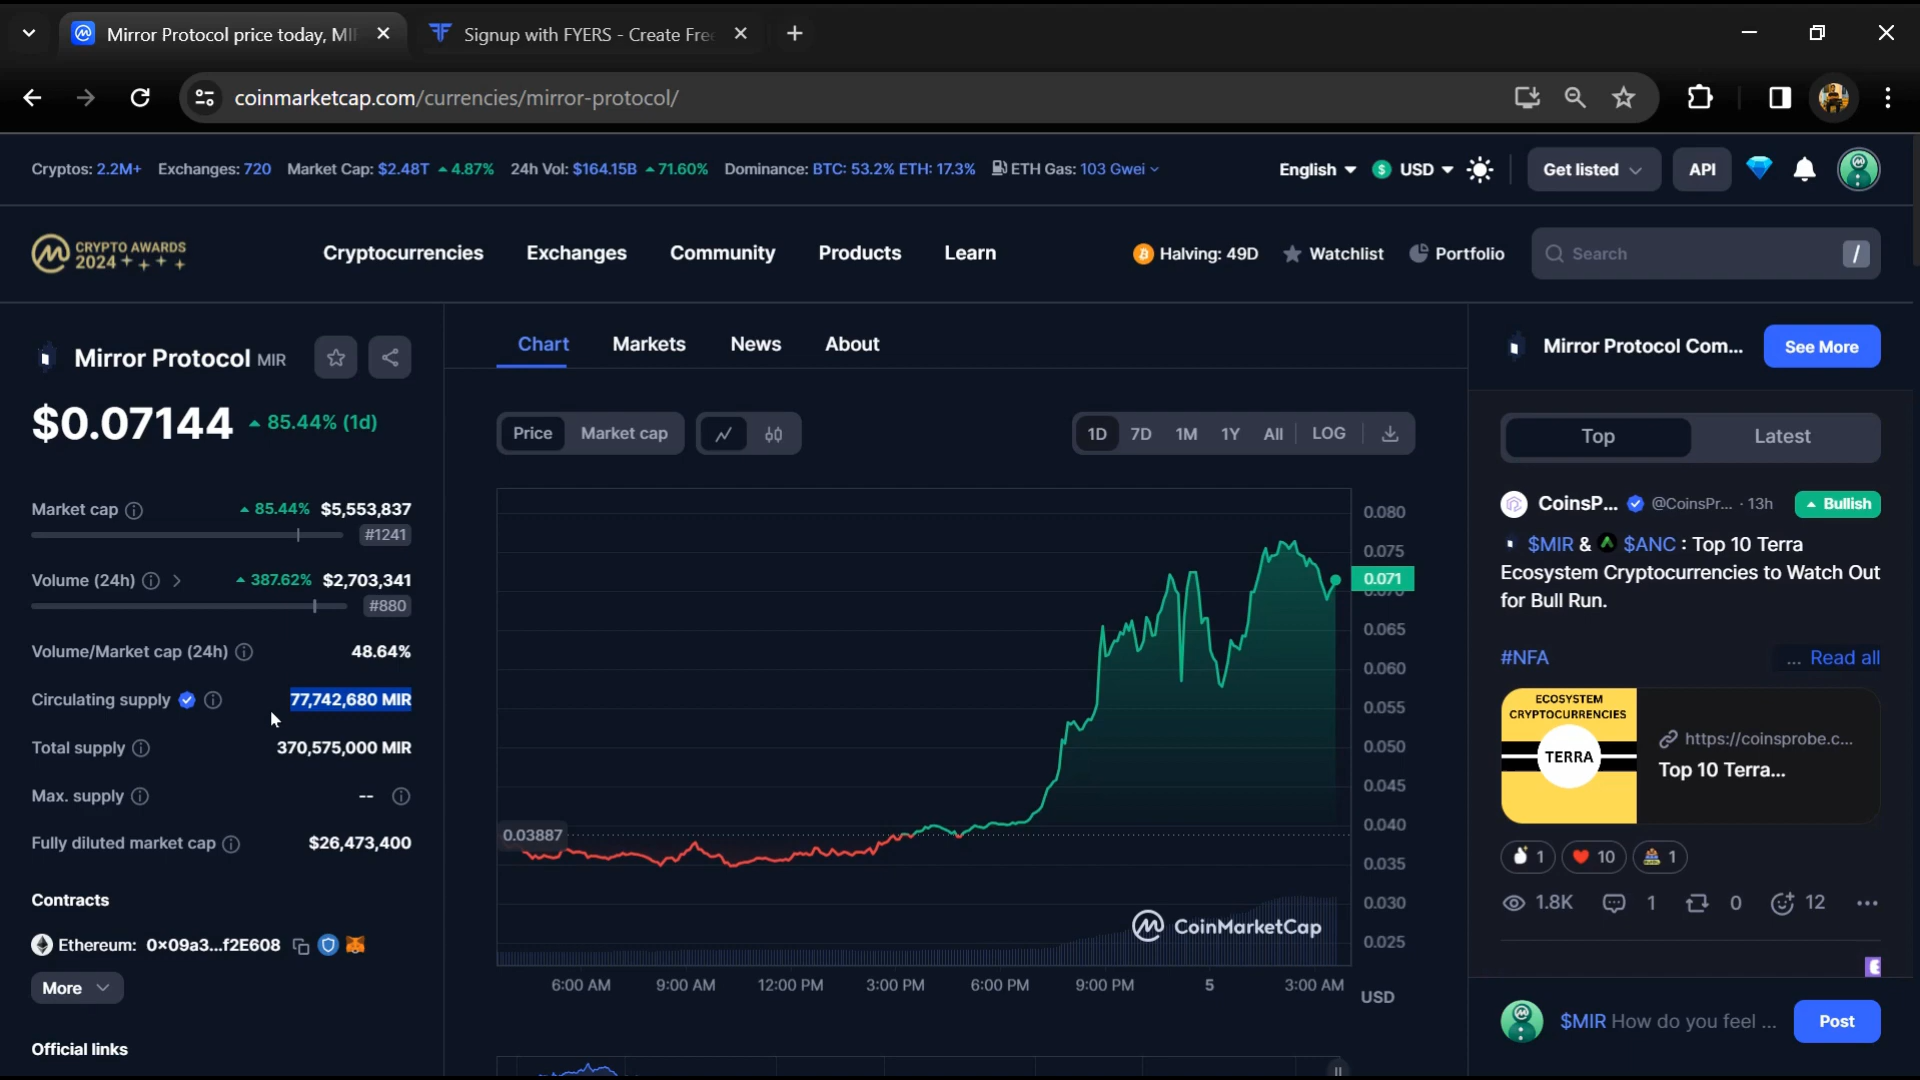 Mirror Protocol price today, MI
Signup with FYERS - Create Fre
coinmarketcap.com/currencies/mirror-protocol/
Cryptos: 2.2M+ Exchanges: 720 Market Cap: $2.48T 4.87% 24h Vol: $164.15B 71.60% Dominance: BTC: 53.2% ETH: 17.3% ETH Gas: 103 Gwei
English $ USD Get listed API
CRYPTO AWARDS
2024
Cryptocurrencies Exchanges Community Products Learn
Halving: 49D Watchlist Portfolio Search /
Mirror Protocol MIR
$0.07144 85.44% (1d)
Market cap 85.44% $5,553,837
#1241
Volume (24h) 387.62% $2,703,341
#880
Volume/Market cap (24h) 48.64%
Circulating supply 77,742,680 MIR
Total supply 370,575,000 MIR
Max. supply --
Fully diluted market cap $26,473,400
Contracts
Ethereum: 0x09a3...f2E608
More
Official links
Chart Markets News About
Price Market cap
1D 7D 1M 1Y All LOG
0.080
0.075
0.071
0.065
0.060
0.055
0.050
0.045
0.040
0.035
0.030
0.025
0.03887
CoinMarketCap
6:00 AM 9:00 AM 12:00 PM 3:00 PM 6:00 PM 9:00 PM 5 3:00 AM
USD
Mirror Protocol Com... See More
Top Latest
CoinsP... @CoinsPr... · 13h Bullish
$MIR & $ANC : Top 10 Terra
Ecosystem Cryptocurrencies to Watch Out
for Bull Run.
#NFA ... Read all
ECOSYSTEM
CRYPTOCURRENCIES
TERRA
https://coinsprobe.c...
Top 10 Terra...
1 10 1
1.8K 1 0 12
$MIR How do you feel ... Post